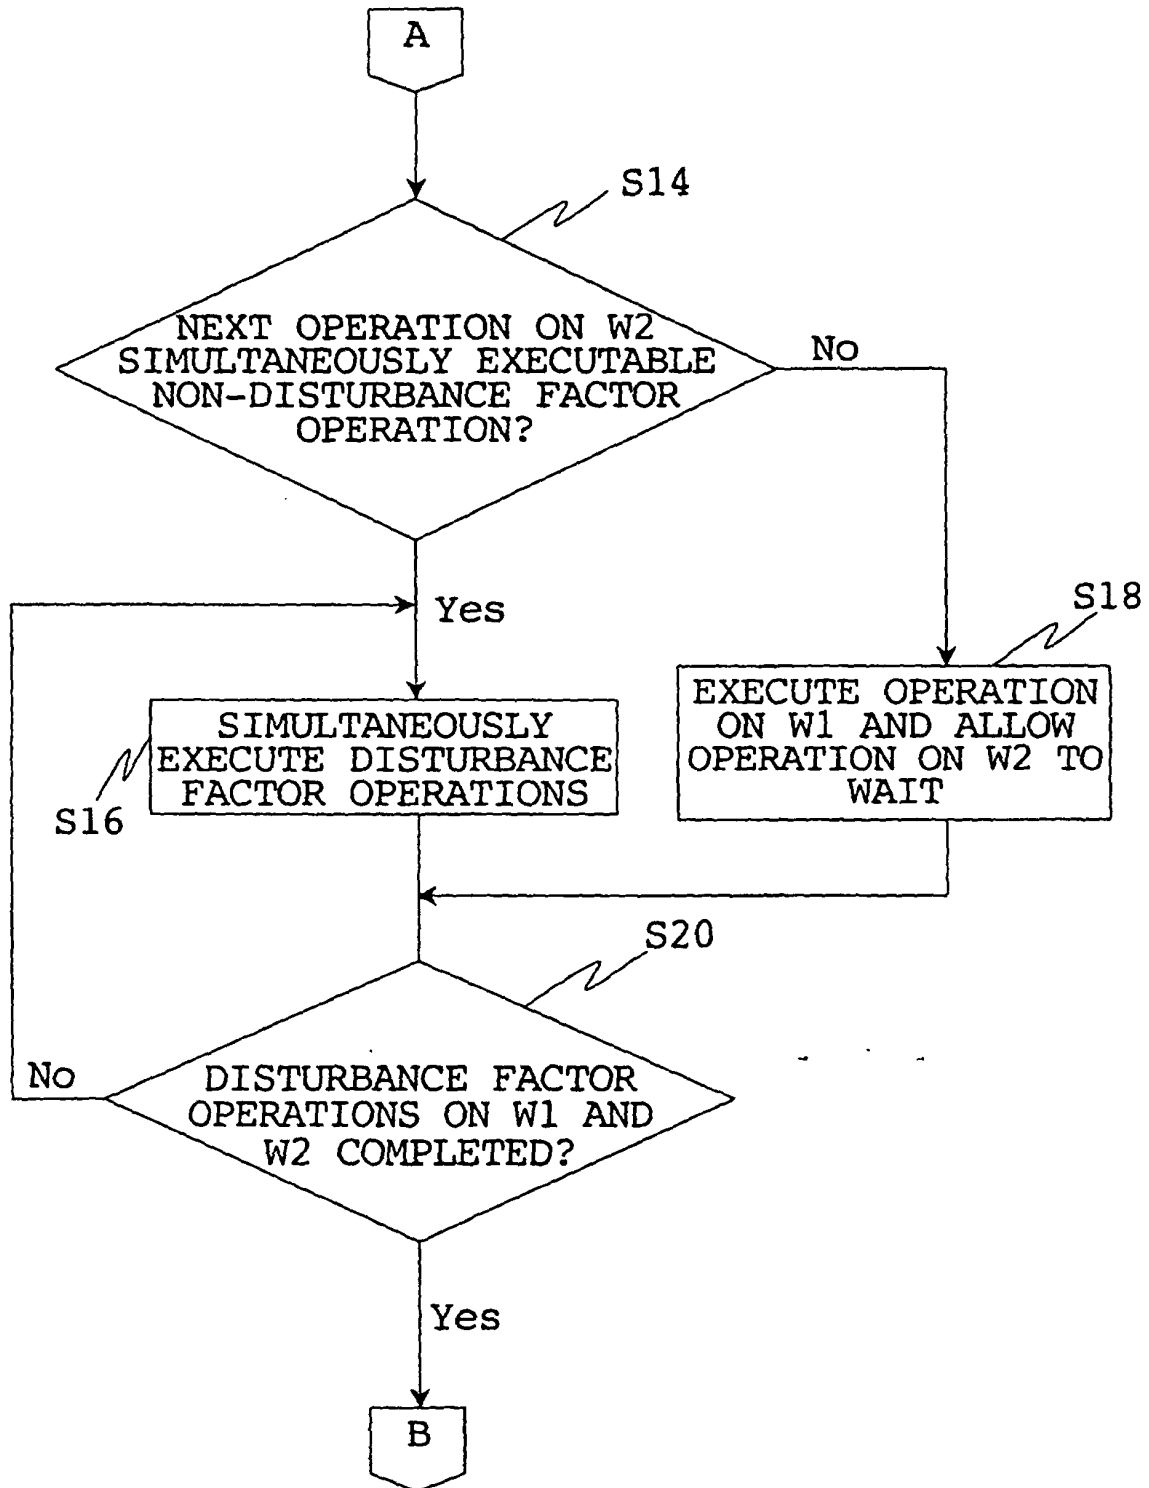 A
S14
NEXT OPERATION ON W2
SIMULTANEOUSLY EXECUTABLE
NON-DISTURBANCE FACTOR
OPERATION?
No
Yes
S18
EXECUTE OPERATION
ON W1 AND ALLOW
OPERATION ON W2 TO
WAIT
SIMULTANEOUSLY
EXECUTE DISTURBANCE
FACTOR OPERATIONS
S16
S20
No
DISTURBANCE FACTOR
OPERATIONS ON W1 AND
W2 COMPLETED?
Yes
B